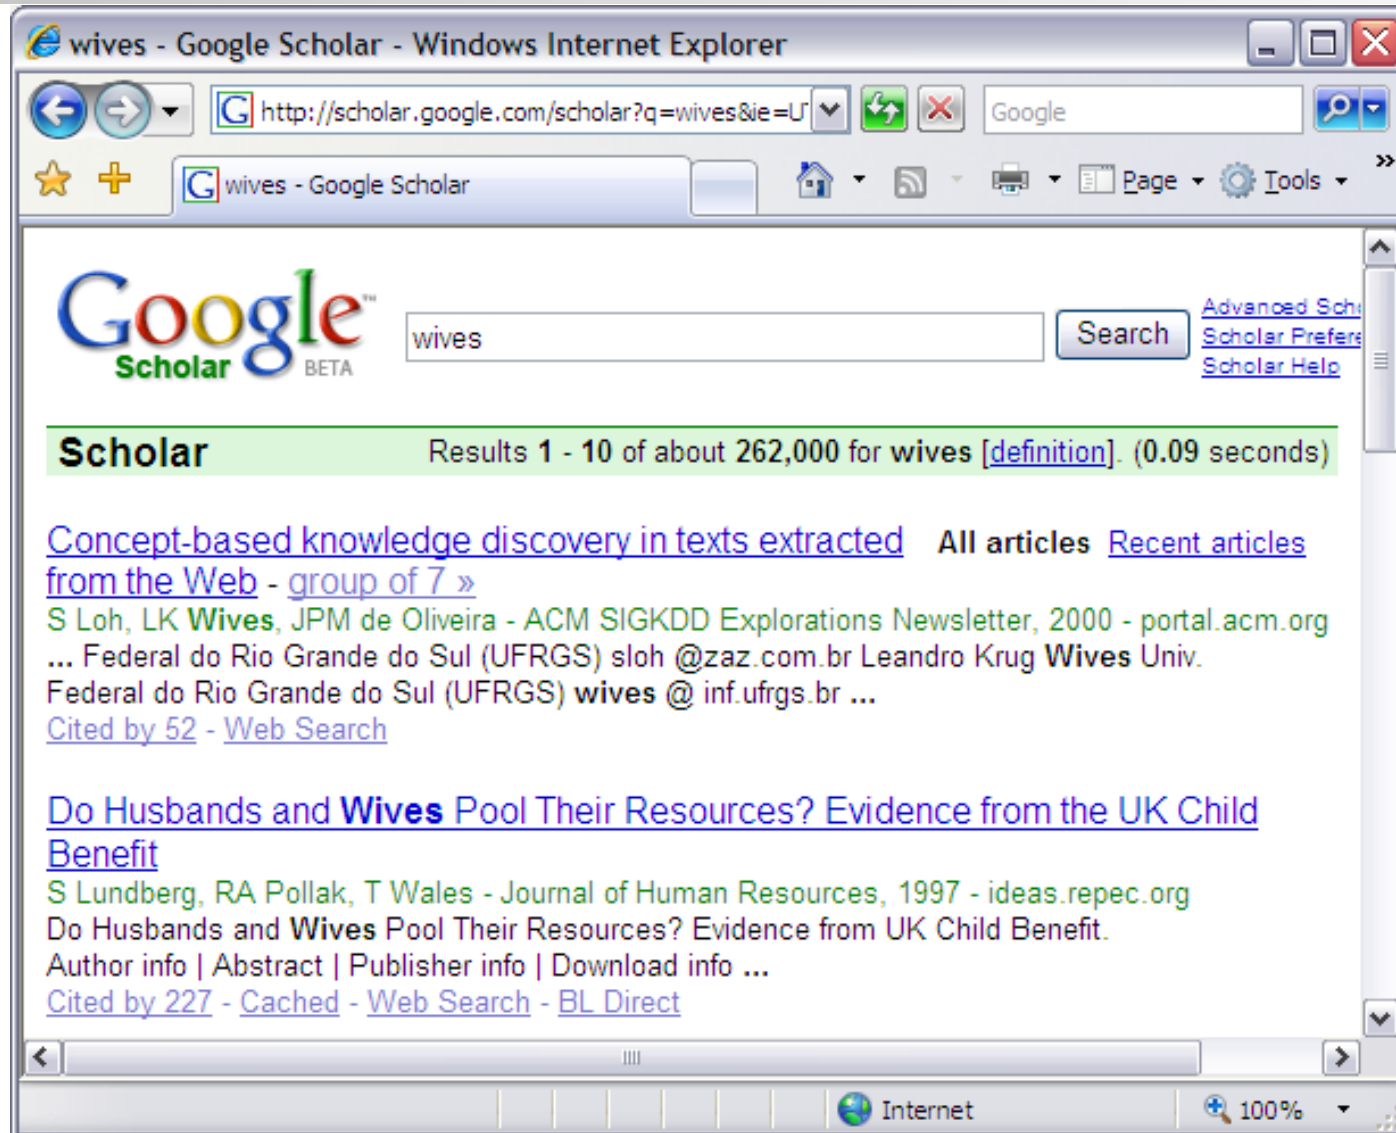 wives - Google Scholar - Windows Internet Explorer
http://scholar.google.com/scholar?q=wives&ie=U
Google
wives - Google Scholar
Page
Tools
Google™
Scholar BETA
wives
Search
Advanced Scho
Scholar Prefere
Scholar Help
Scholar Results 1 - 10 of about 262,000 for wives [definition]. (0.09 seconds)
Concept-based knowledge discovery in texts extracted All articles Recent articles
from the Web - group of 7 »
S Loh, LK Wives, JPM de Oliveira - ACM SIGKDD Explorations Newsletter, 2000 - portal.acm.org
... Federal do Rio Grande do Sul (UFRGS) sloh @zaz.com.br Leandro Krug Wives Univ.
Federal do Rio Grande do Sul (UFRGS) wives @ inf.ufrgs.br ...
Cited by 52 - Web Search
Do Husbands and Wives Pool Their Resources? Evidence from the UK Child
Benefit
S Lundberg, RA Pollak, T Wales - Journal of Human Resources, 1997 - ideas.repec.org
Do Husbands and Wives Pool Their Resources? Evidence from UK Child Benefit.
Author info | Abstract | Publisher info | Download info ...
Cited by 227 - Cached - Web Search - BL Direct
Internet
100%